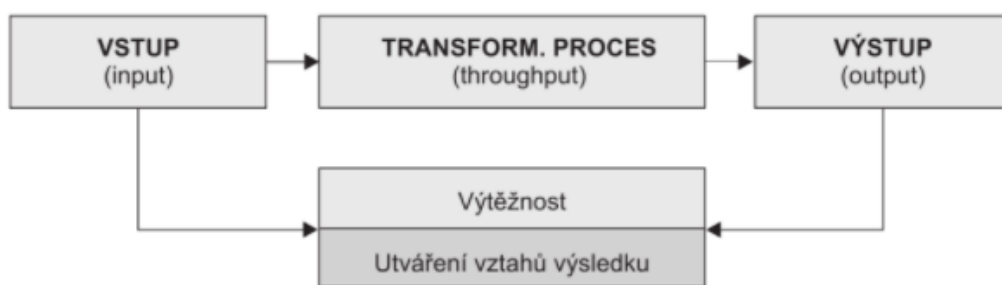 VSTUP
(input)
TRANSFORM. PROCES
(throughput)
VÝSTUP
(output)
Výtěžnost
Utváření vztahů výsledku